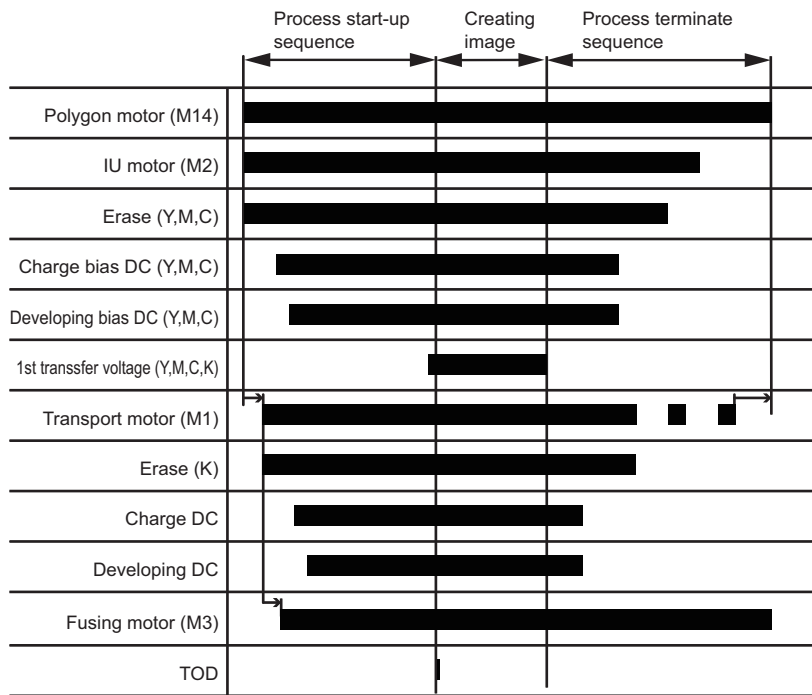 Process start-up
sequence
Creating
image
Process terminate
sequence
Polygon motor (M14)
IU motor (M2)
Erase (Y,M,C)
Charge bias DC (Y,M,C)
Developing bias DC (Y,M,C)
1st transsfer voltage (Y,M,C,K)
Transport motor (M1)
Erase (K)
Charge DC
Developing DC
Fusing motor (M3)
TOD